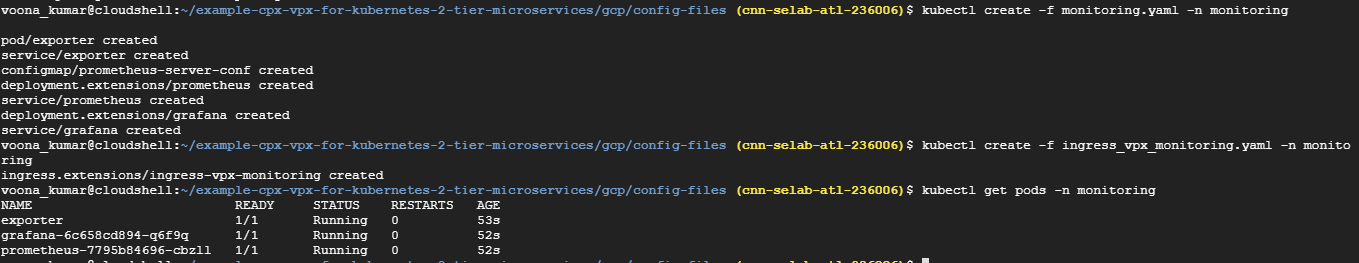 voona_kumar@cloudshell:~/example-cpx-vpx-for-kubernetes-2-tier-microservices/gcp/config-files (cnn-selab-atl-236006)$ kubectl create -f monitoring.yaml -n monitoring
pod/exporter created
service/exporter created
configmap/prometheus-server-conf created
deployment.extensions/prometheus created
service/prometheus created
deployment.extensions/grafana created
service/grafana created
voona_kumar@cloudshell:~/example-cpx-vpx-for-kubernetes-2-tier-microservices/gcp/config-files (cnn-selab-atl-236006)$ kubectl create -f ingress_vpx_monitoring.yaml -n monito
ring
ingress.extensions/ingress-vpx-monitoring created
voona_kumar@cloudshell:~/example-cpx-vpx-for-kubernetes-2-tier-microservices/gcp/config-files (cnn-selab-atl-236006)$ kubectl get pods -n monitoring
NAME READY STATUS RESTARTS AGE
exporter 1/1 Running 0 53s
grafana-6c658cd894-q6f9q 1/1 Running 0 52s
prometheus-7795b84696-cbzll 1/1 Running 0 52s